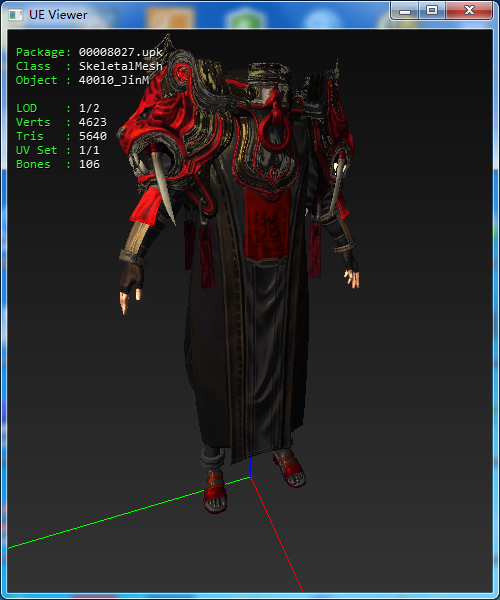 UE Viewer
Package: 00008027.upk
Class : SkeletalMesh
Object : 40010_JinM
LOD : 1/2
Verts : 4623
Tris : 5640
UV Set : 1/1
Bones : 106